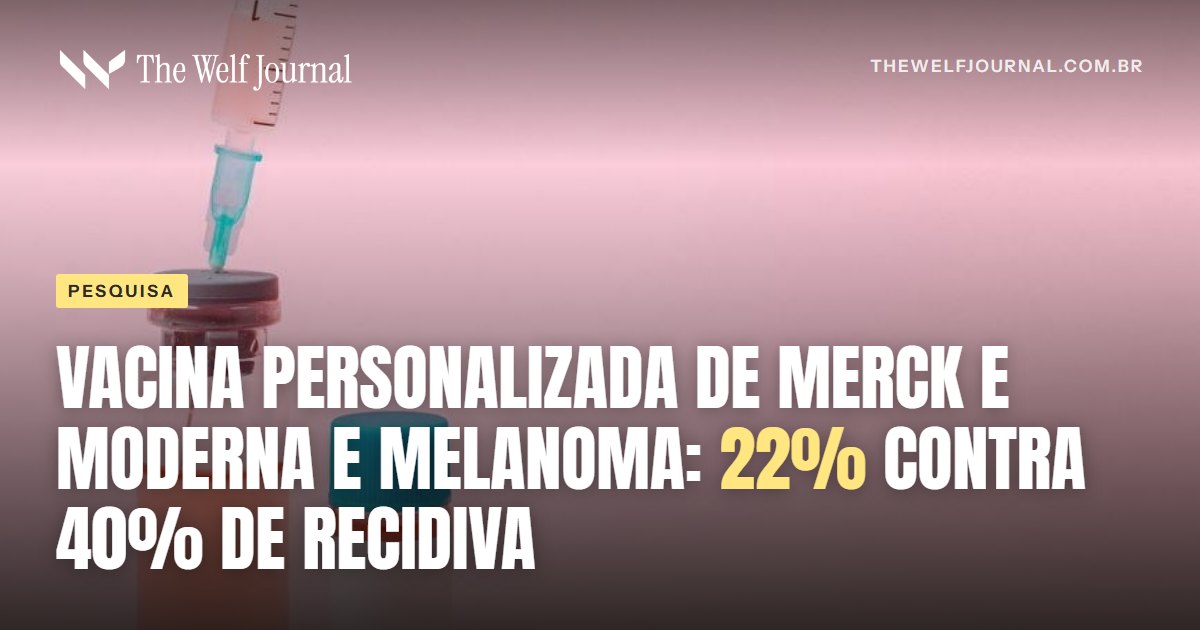 The Welf Journal
THEWELFJOURNAL.COM.BR
PESQUISA
VACINA PERSONALIZADA DE MERCK E
MODERNA E MELANOMA: 22% CONTRA
40% DE RECIDIVA